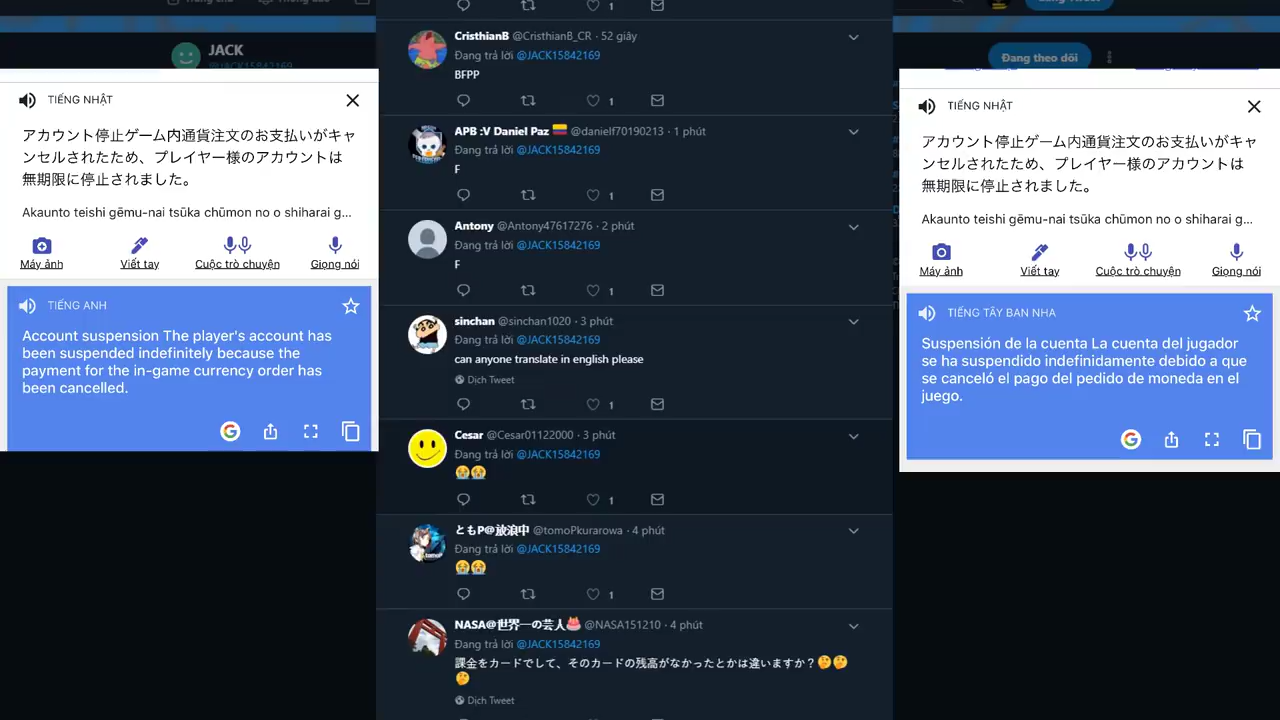 JACK
@JACK15842169
TIẾNG NHẬT
アカウント停止ゲーム内通貨注文のお支払いがキャ
ンセルされたため、プレイヤー様のアカウントは
無期限に停止されました。
Akaunto teishi gēmu-nai tsūka chūmon no o shiharai g...
Máy ảnh
Viết tay
Cuộc trò chuyện
Giọng nói
TIẾNG ANH
Account suspension The player's account has
been suspended indefinitely because the
payment for the in-game currency order has
been cancelled.
1
CristhianB @CristhianB_CR · 52 giây
Đang trả lời @JACK15842169
BFPP
1
APB :V Daniel Paz 🇨🇴 @danielf70190213 · 1 phút
Đang trả lời @JACK15842169
F
1
Antony @Antony47617276 · 2 phút
Đang trả lời @JACK15842169
F
1
sinchan @sinchan1020 · 3 phút
Đang trả lời @JACK15842169
can anyone translate in english please
Dịch Tweet
1
Cesar @Cesar01122000 · 3 phút
Đang trả lời @JACK15842169
😭😭
1
ともP@放浪中 @tomoPkurarowa · 4 phút
Đang trả lời @JACK15842169
😭😭
1
NASA@世界一の芸人🎂 @NASA151210 · 4 phút
Đang trả lời @JACK15842169
課金をカードでして、そのカードの残高がなかったとかは違いますか？🤔🤔
🤔
Dịch Tweet
Đang theo dõi
TIẾNG NHẬT
アカウント停止ゲーム内通貨注文のお支払いがキャ
ンセルされたため、プレイヤー様のアカウントは
無期限に停止されました。
Akaunto teishi gēmu-nai tsūka chūmon no o shiharai g...
Máy ảnh
Viết tay
Cuộc trò chuyện
Giọng nói
TIẾNG TÂY BAN NHA
Suspensión de la cuenta La cuenta del jugador
se ha suspendido indefinidamente debido a que
se canceló el pago del pedido de moneda en el
juego.